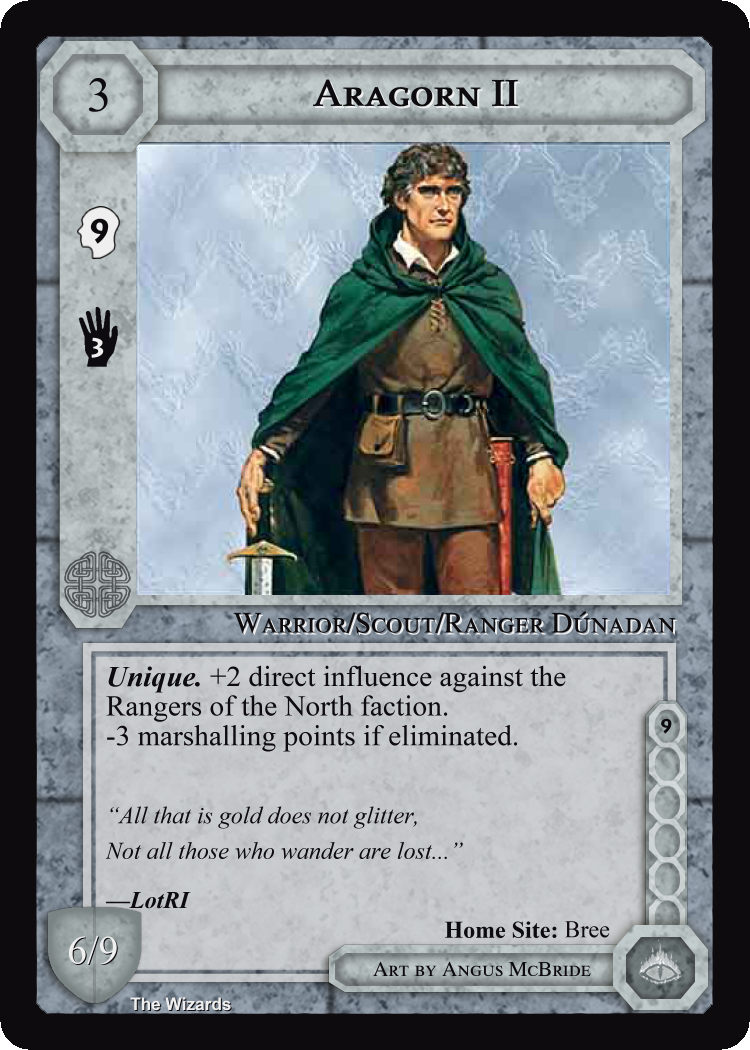 3
Aragorn II
9
3
Warrior/Scout/Ranger Dúnadan
Unique. +2 direct influence against the
Rangers of the North faction.
-3 marshalling points if eliminated.
9
“All that is gold does not glitter,
Not all those who wander are lost...”
—LotRI
Home Site: Bree
6/9
Art by Angus McBride
The Wizards